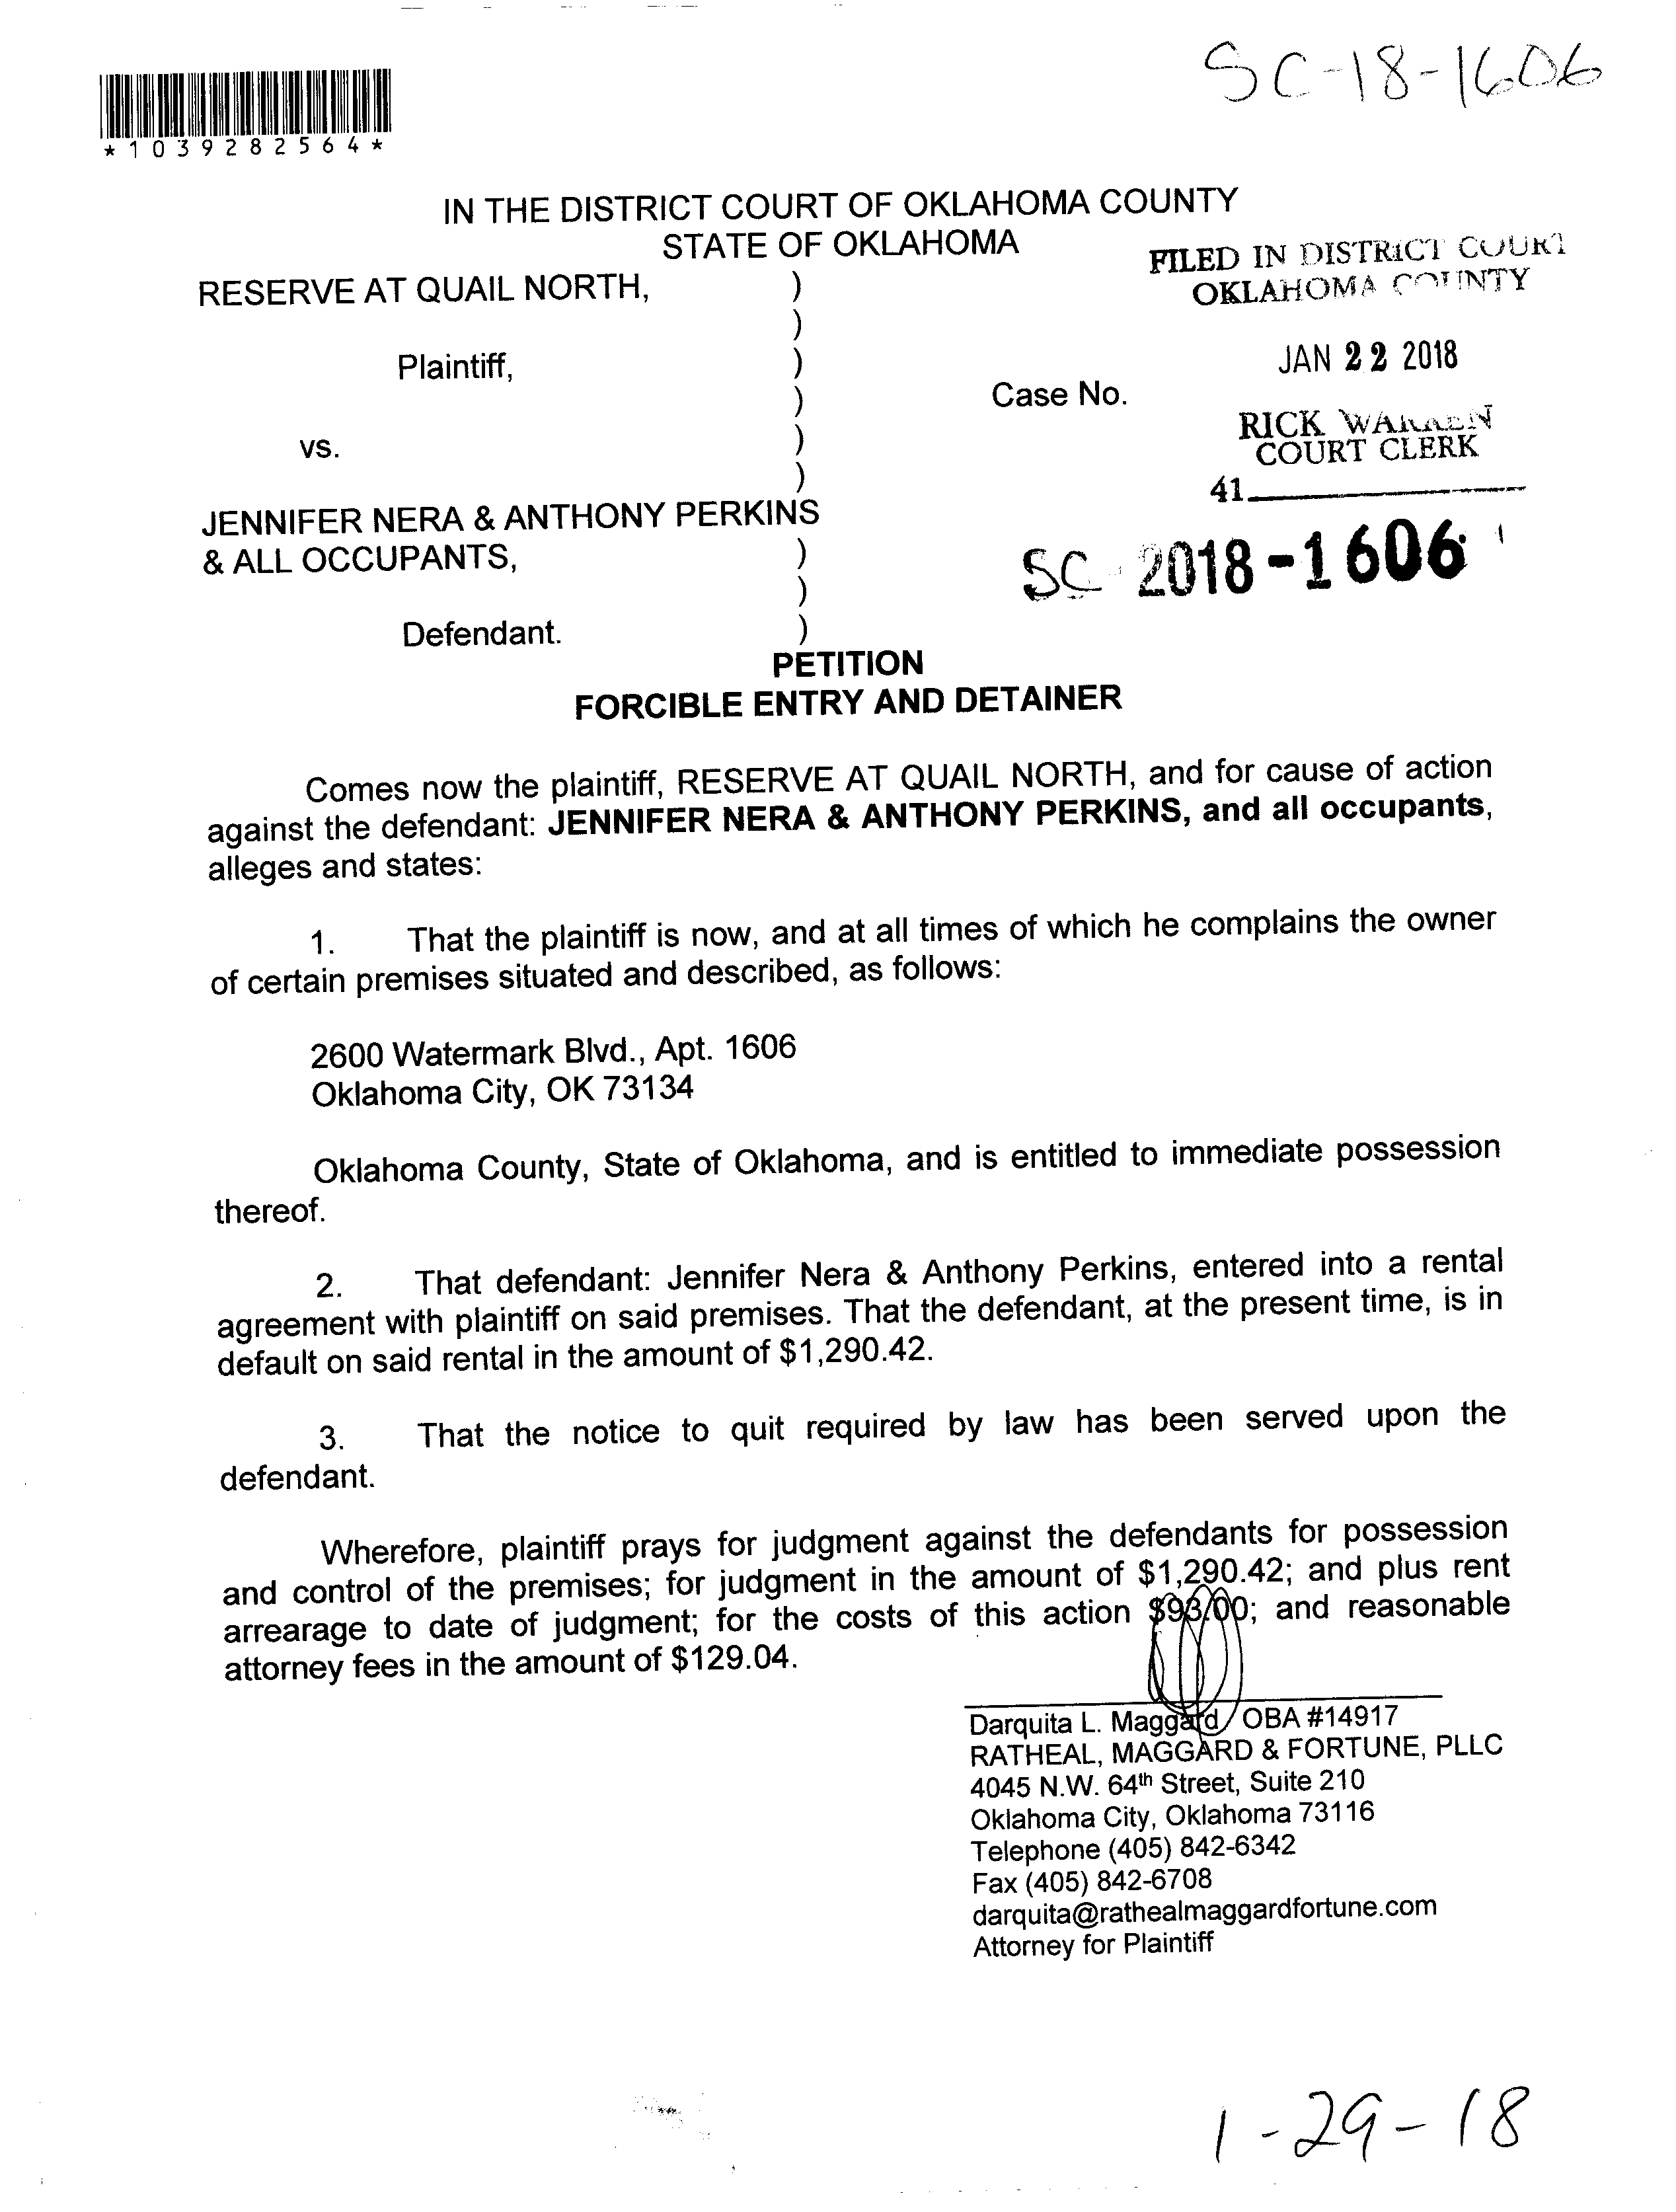 SC-18-1606
*1039282564*
IN THE DISTRICT COURT OF OKLAHOMA COUNTY
STATE OF OKLAHOMA
FILED IN DISTRICT COURT
OKLAHOMA COUNTY
RESERVE AT QUAIL NORTH, )
)
Plaintiff, )
JAN 22 2018
)
Case No.
RICK WARREN
COURT CLERK
vs. )
)
41
JENNIFER NERA & ANTHONY PERKINS
& ALL OCCUPANTS, )
SC 2018-1606
)
Defendant. )
PETITION
FORCIBLE ENTRY AND DETAINER
Comes now the plaintiff, RESERVE AT QUAIL NORTH, and for cause of action
against the defendant: JENNIFER NERA & ANTHONY PERKINS, and all occupants,
alleges and states:
1. That the plaintiff is now, and at all times of which he complains the owner
of certain premises situated and described, as follows:
2600 Watermark Blvd., Apt. 1606
Oklahoma City, OK 73134
Oklahoma County, State of Oklahoma, and is entitled to immediate possession
thereof.
2. That defendant: Jennifer Nera & Anthony Perkins, entered into a rental
agreement with plaintiff on said premises. That the defendant, at the present time, is in
default on said rental in the amount of $1,290.42.
3. That the notice to quit required by law has been served upon the
defendant.
Wherefore, plaintiff prays for judgment against the defendants for possession
and control of the premises; for judgment in the amount of $1,290.42; and plus rent
arrearage to date of judgment; for the costs of this action $93.00; and reasonable
attorney fees in the amount of $129.04.
Darquita L. Maggard OBA #14917
RATHEAL, MAGGARD & FORTUNE, PLLC
4045 N.W. 64th Street, Suite 210
Oklahoma City, Oklahoma 73116
Telephone (405) 842-6342
Fax (405) 842-6708
darquita@rathealmaggardfortune.com
Attorney for Plaintiff
1-29-18